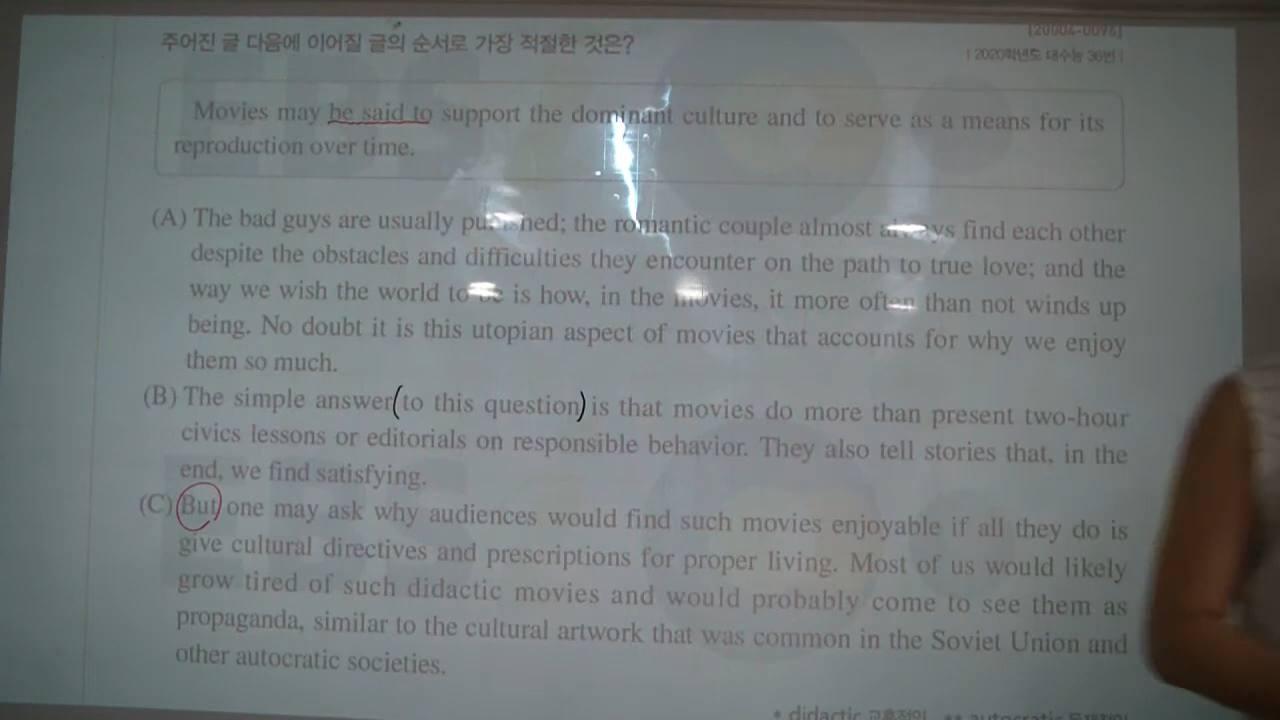 주어진 글 다음에 이어질 글의 순서로 가장 적절한 것은?
[20004-0096]
| 2020학년도 대수능 36번 |
Movies may be said to support the dominant culture and to serve as a means for its
reproduction over time.
(A) The bad guys are usually punished; the romantic couple almost always find each other
despite the obstacles and difficulties they encounter on the path to true love; and the
way we wish the world to be is how, in the movies, it more often than not winds up
being. No doubt it is this utopian aspect of movies that accounts for why we enjoy
them so much.
(B) The simple answer (to this question) is that movies do more than present two-hour
civics lessons or editorials on responsible behavior. They also tell stories that, in the
end, we find satisfying.
(C) But one may ask why audiences would find such movies enjoyable if all they do is
give cultural directives and prescriptions for proper living. Most of us would likely
grow tired of such didactic movies and would probably come to see them as
propaganda, similar to the cultural artwork that was common in the Soviet Union and
other autocratic societies.
* didactic 교훈적인 ** autocratic